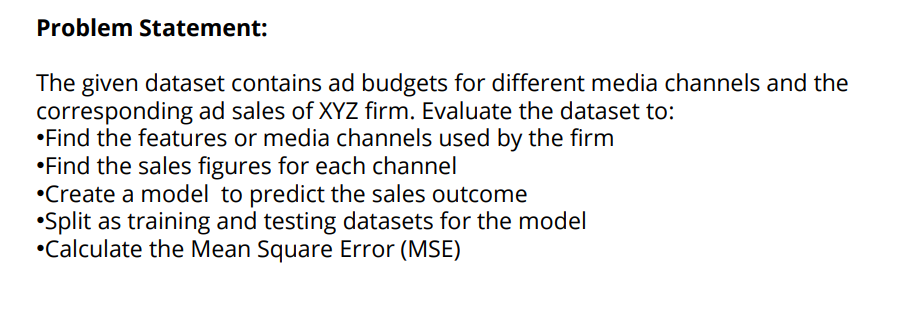 Problem Statement:
The given dataset contains ad budgets for different media channels and the
corresponding ad sales of XYZ firm. Evaluate the dataset to:
•Find the features or media channels used by the firm
•Find the sales figures for each channel
•Create a model  to predict the sales outcome
•Split as training and testing datasets for the model
•Calculate the Mean Square Error (MSE)